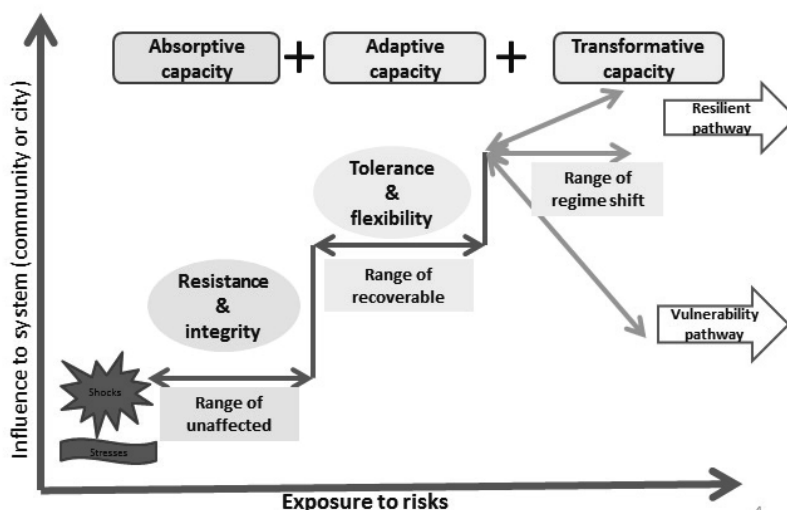 Absorptive
capacity
+
Adaptive
capacity
+
Transformative
capacity
Resilient
pathway
Tolerance
&
flexibility
Range of
regime shift
Range of
recoverable
Resistance
&
integrity
Vulnerability
pathway
Shocks
Range of
unaffected
Stresses
Influence to system (community or city)
Exposure to risks